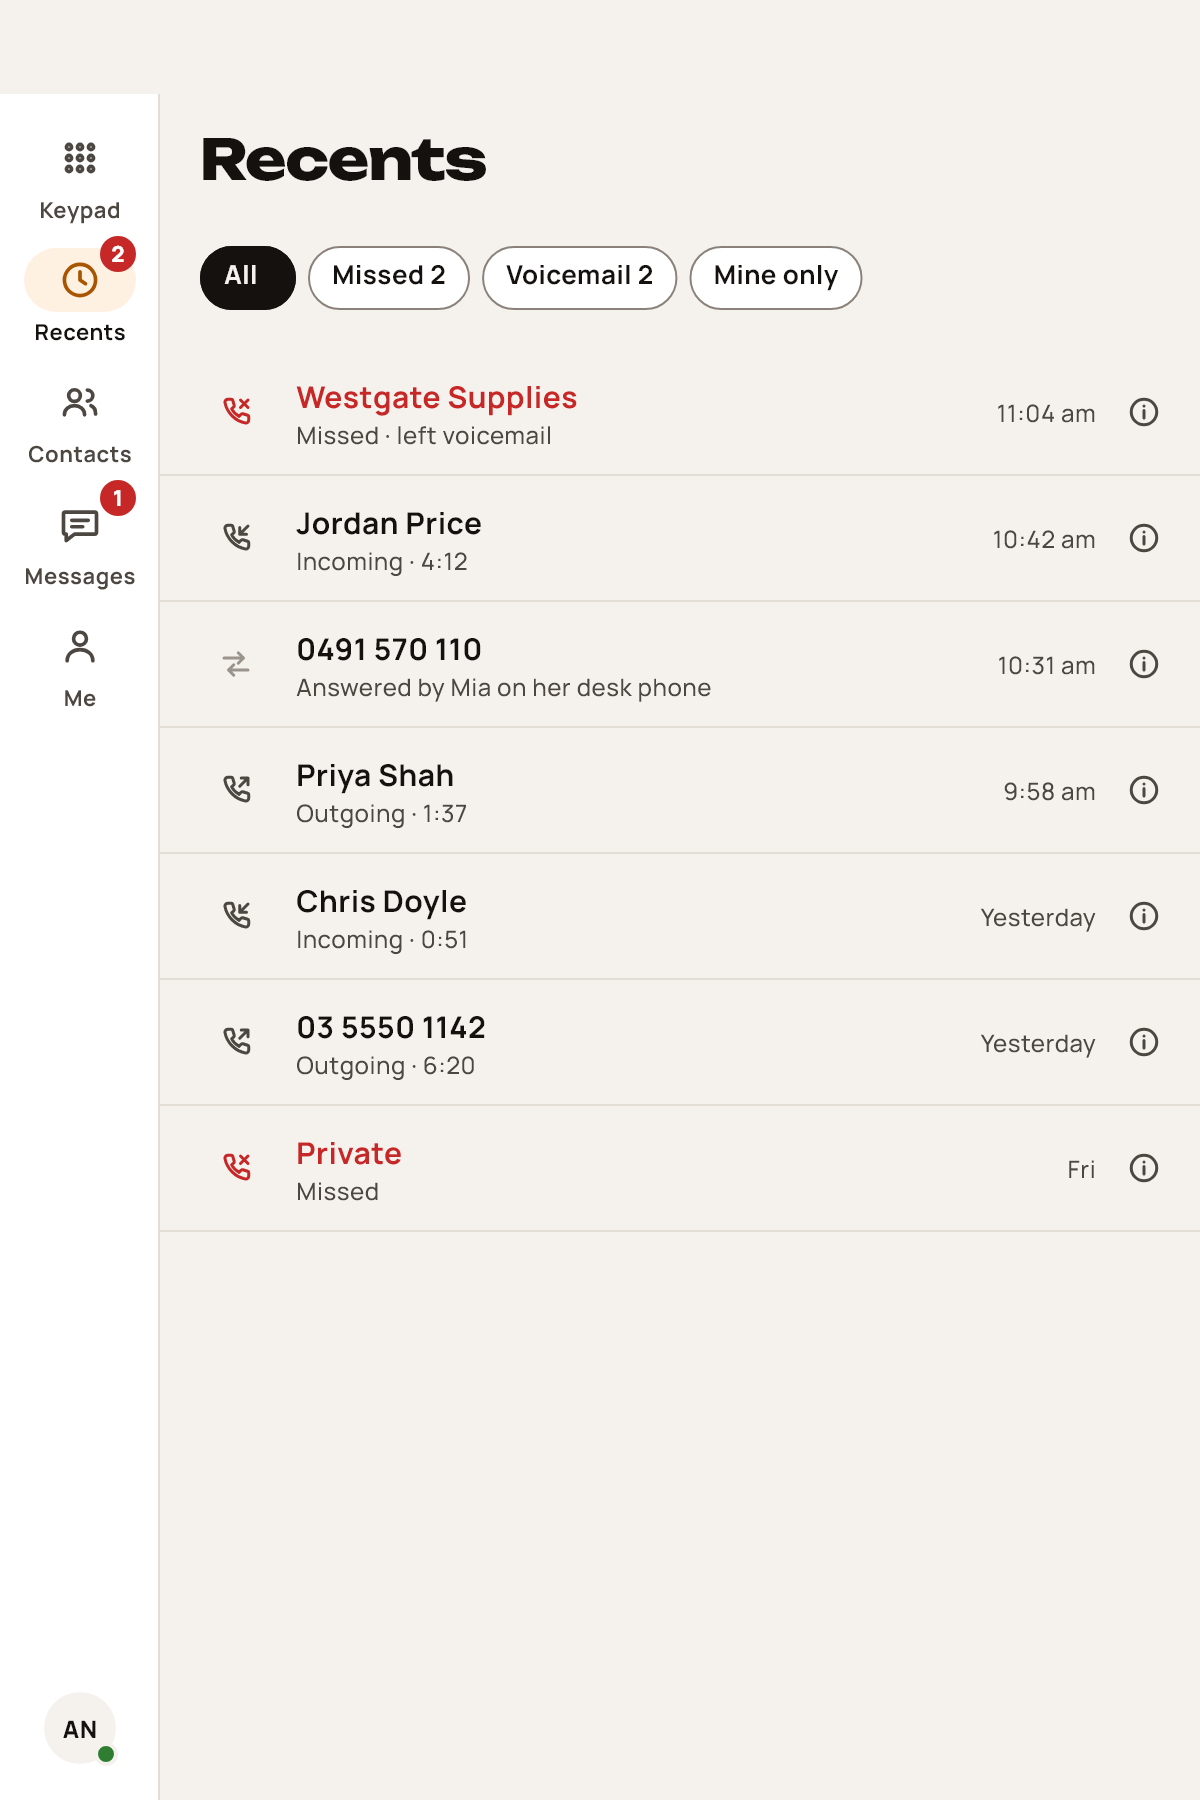 Recents
Keypad
2
Recents
Contacts
1
Messages
Me
AN
All
Missed 2
Voicemail 2
Mine only
Westgate Supplies
Missed · left voicemail
11:04 am
Jordan Price
Incoming · 4:12
10:42 am
0491 570 110
Answered by Mia on her desk phone
10:31 am
Priya Shah
Outgoing · 1:37
9:58 am
Chris Doyle
Incoming · 0:51
Yesterday
03 5550 1142
Outgoing · 6:20
Yesterday
Private
Missed
Fri